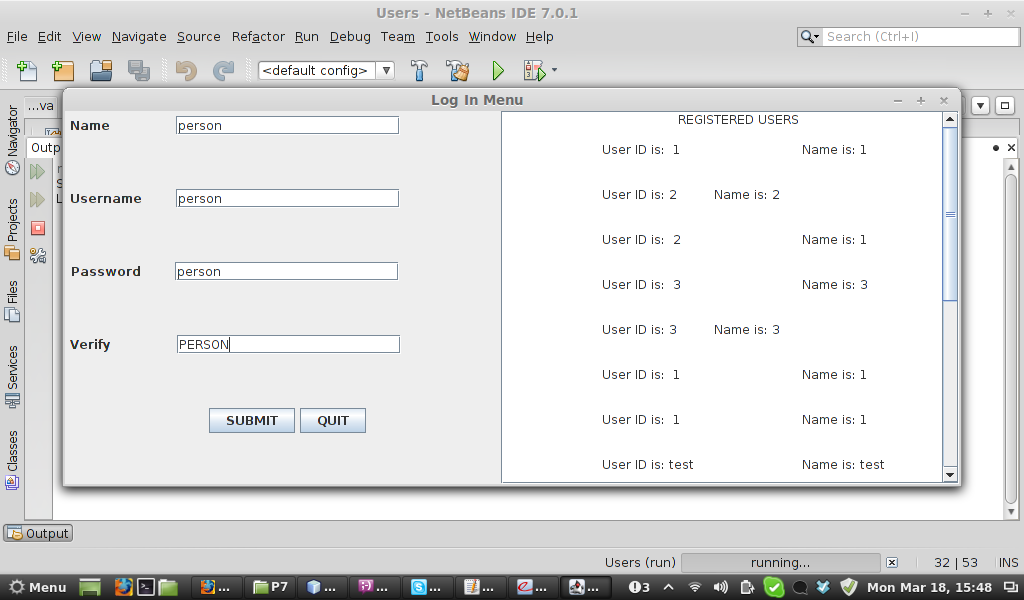 Users - NetBeans IDE 7.0.1
File Edit View Navigate Source Refactor Run Debug Team Tools Window Help
Search (Ctrl+I)
<default config>
...va
Log In Menu
Navigator
Projects
Files
Services
Classes
Outp
Name person
Username person
Password person
Verify PERSON
SUBMIT QUIT
REGISTERED USERS
User ID is: 1 Name is: 1
User ID is: 2 Name is: 2
User ID is: 2 Name is: 1
User ID is: 3 Name is: 3
User ID is: 3 Name is: 3
User ID is: 1 Name is: 1
User ID is: 1 Name is: 1
User ID is: test Name is: test
Output
Users (run) running... 32 | 53 INS
Menu ... P7 ... ... ... ... ... ... 3 Mon Mar 18, 15:48